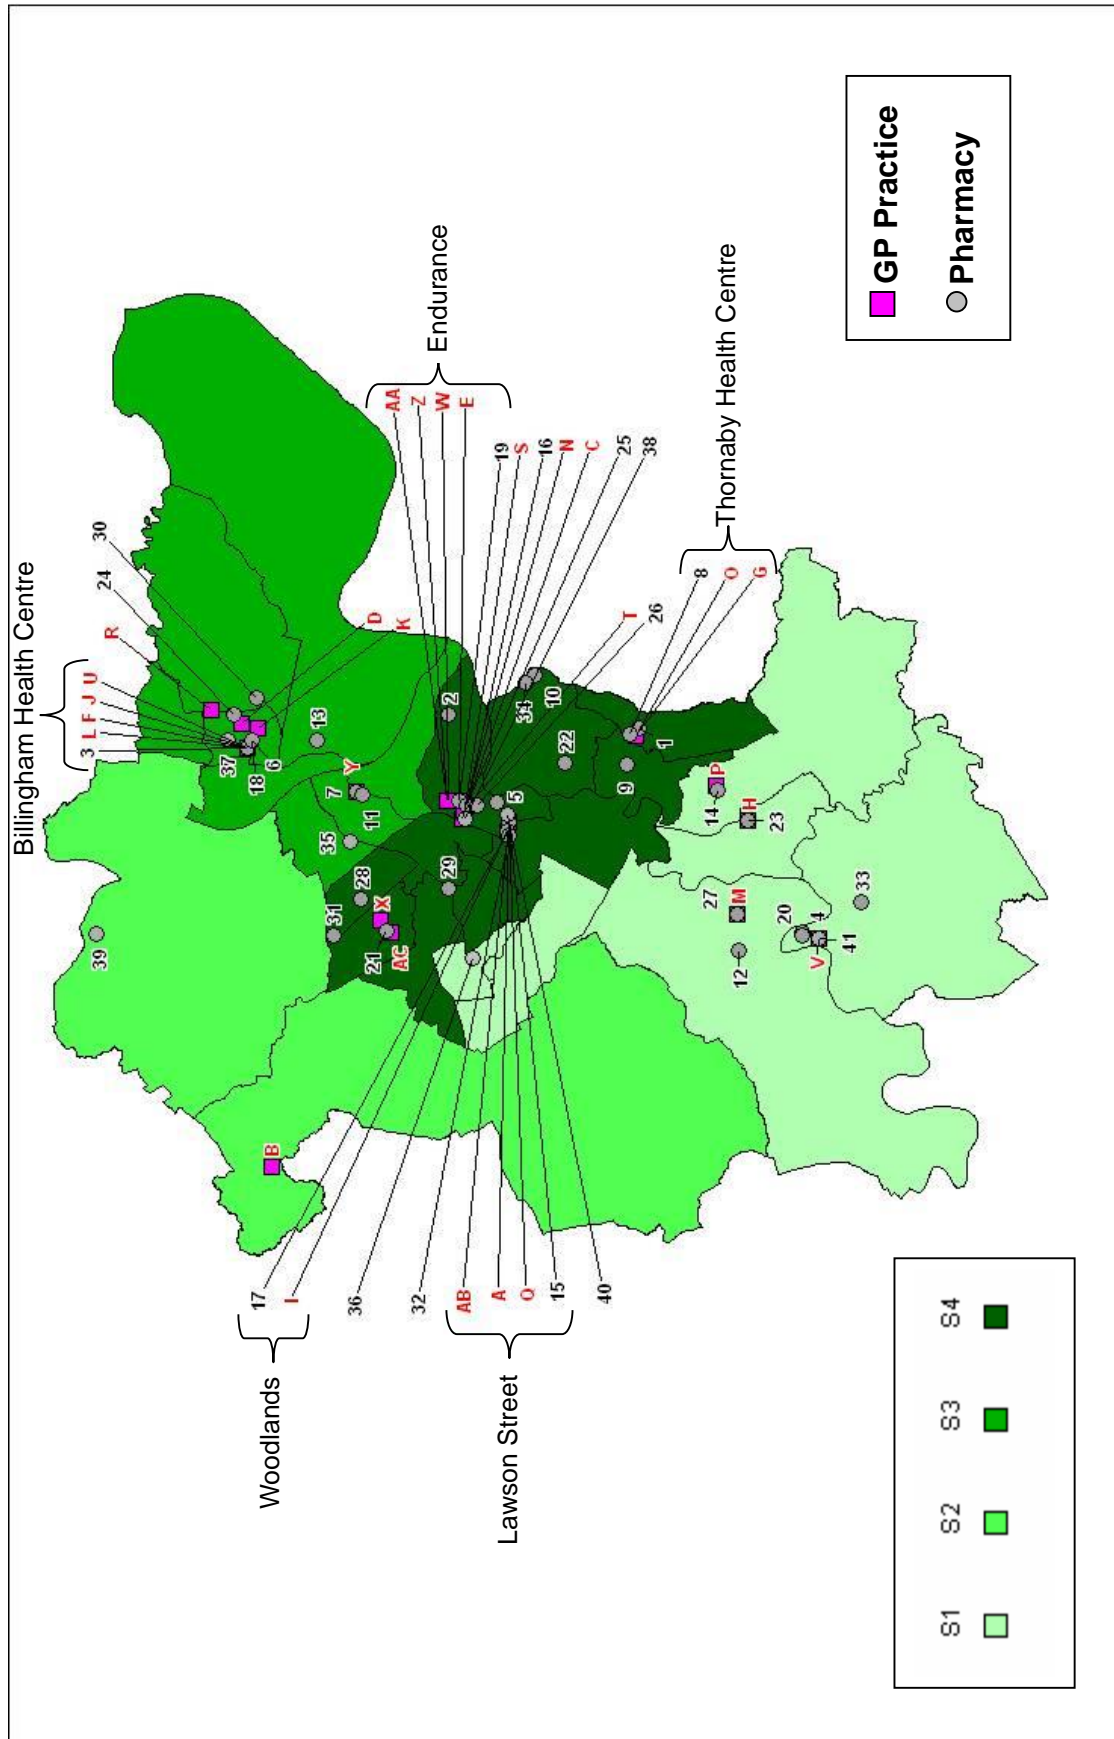 Billingham Health Centre
3
L
F
J
U
R
24
30
37
18
6
D
K
13
39
35
7
Y
11
31
28
X
21
AC
29
2
5
B
Endurance
AA
Z
W
E
19
S
16
N
C
25
38
34
10
T
26
22
9
1
Thornaby Health Centre
8
O
G
Woodlands
17
I
36
32
Lawson Street
AB
A
Q
15
40
14
P
H
23
27
M
12
20
4
V
41
33
GP Practice
Pharmacy
S1 S2 S3 S4